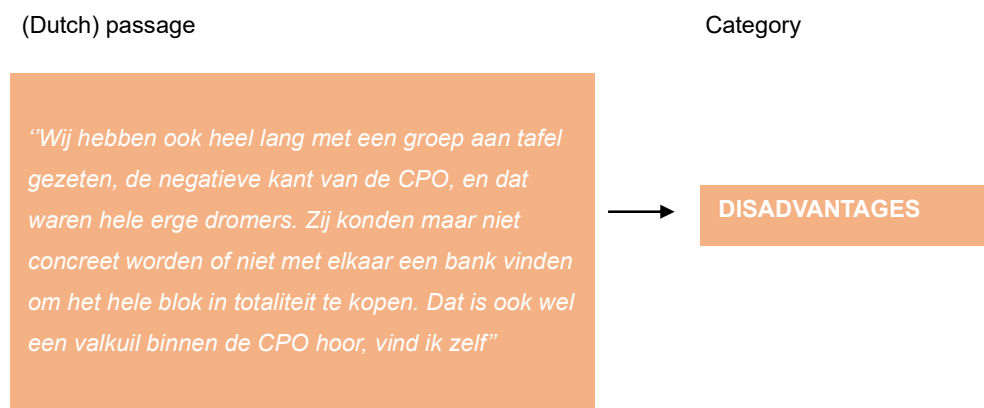 (Dutch) passage
Category
‘’Wij hebben ook heel lang met een groep aan tafel
gezeten, de negatieve kant van de CPO, en dat
waren hele erge dromers. Zij konden maar niet
concreet worden of niet met elkaar een bank vinden
om het hele blok in totaliteit te kopen. Dat is ook wel
een valkuil binnen de CPO hoor, vind ik zelf’’
DISADVANTAGES